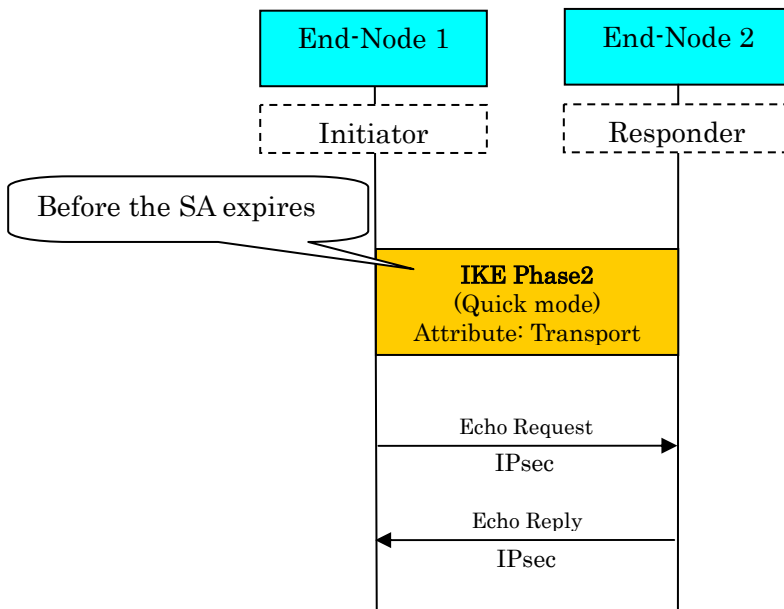 End-Node 1
End-Node 2
Initiator
Responder
Before the SA expires
IKE Phase2
(Quick mode)
Attribute: Transport
Echo Request
IPsec
Echo Reply
IPsec